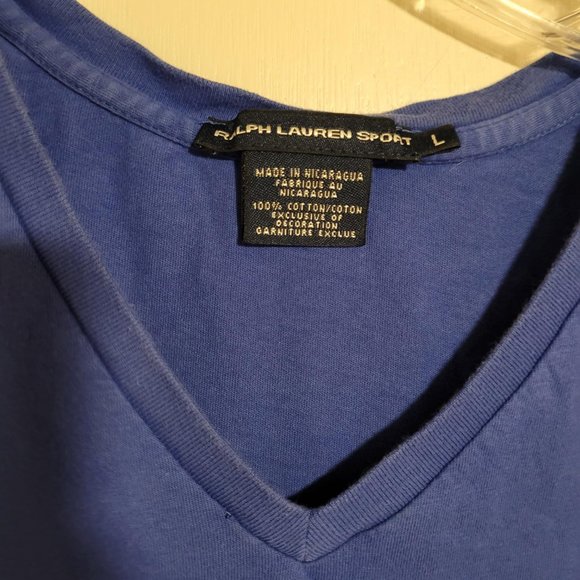 RALPH LAUREN SPORT L
MADE IN NICARAGUA
FABRIQUE AU
NICARAGUA
100% COTTON/COTON
EXCLUSIVE OF
DECORATION
GARNITURE EXCLUE